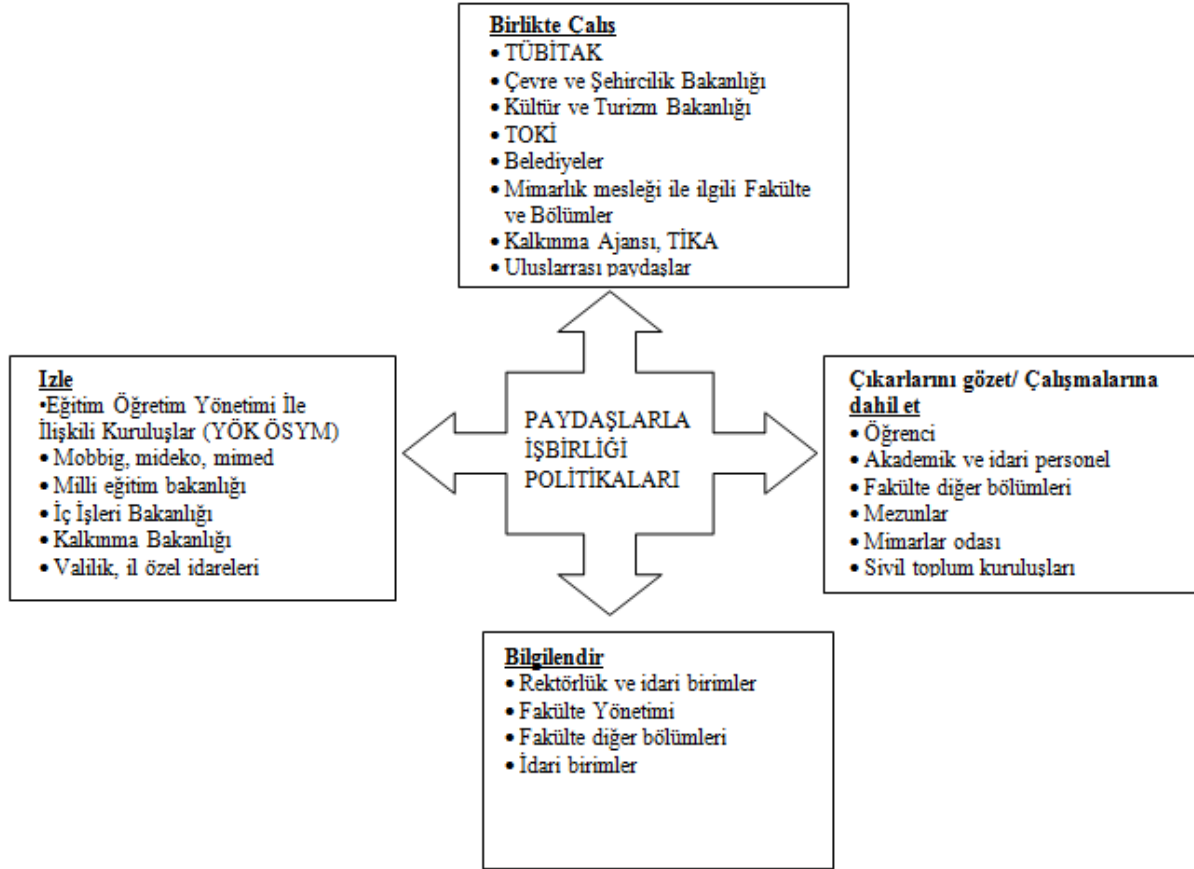 Birlikte Çalış
• TÜBİTAK
• Çevre ve Şehircilik Bakanlığı
• Kültür ve Turizm Bakanlığı
• TOKİ
• Belediyeler
• Mimarlık mesleği ile ilgili Fakülte
ve Bölümler
• Kalkınma Ajansı, TİKA
• Uluslarrası paydaşlar
İzle
•Eğitim Öğretim Yönetimi İle
İlişkili Kuruluşlar (YÖK ÖSYM)
• Mobbig, mideko, mimed
• Milli eğitim bakanlığı
• İç İşleri Bakanlığı
• Kalkınma Bakanlığı
• Valilik, il özel idareleri
PAYDAŞLARLA
İŞBİRLİĞİ
POLİTİKALARI
Çıkarlarını gözet/ Çalışmalarına
dahil et
• Öğrenci
• Akademik ve idari personel
• Fakülte diğer bölümleri
• Mezunlar
• Mimarlar odası
• Sivil toplum kuruluşları
Bilgilendir
• Rektörlük ve idari birimler
• Fakülte Yönetimi
• Fakülte diğer bölümleri
• İdari birimler